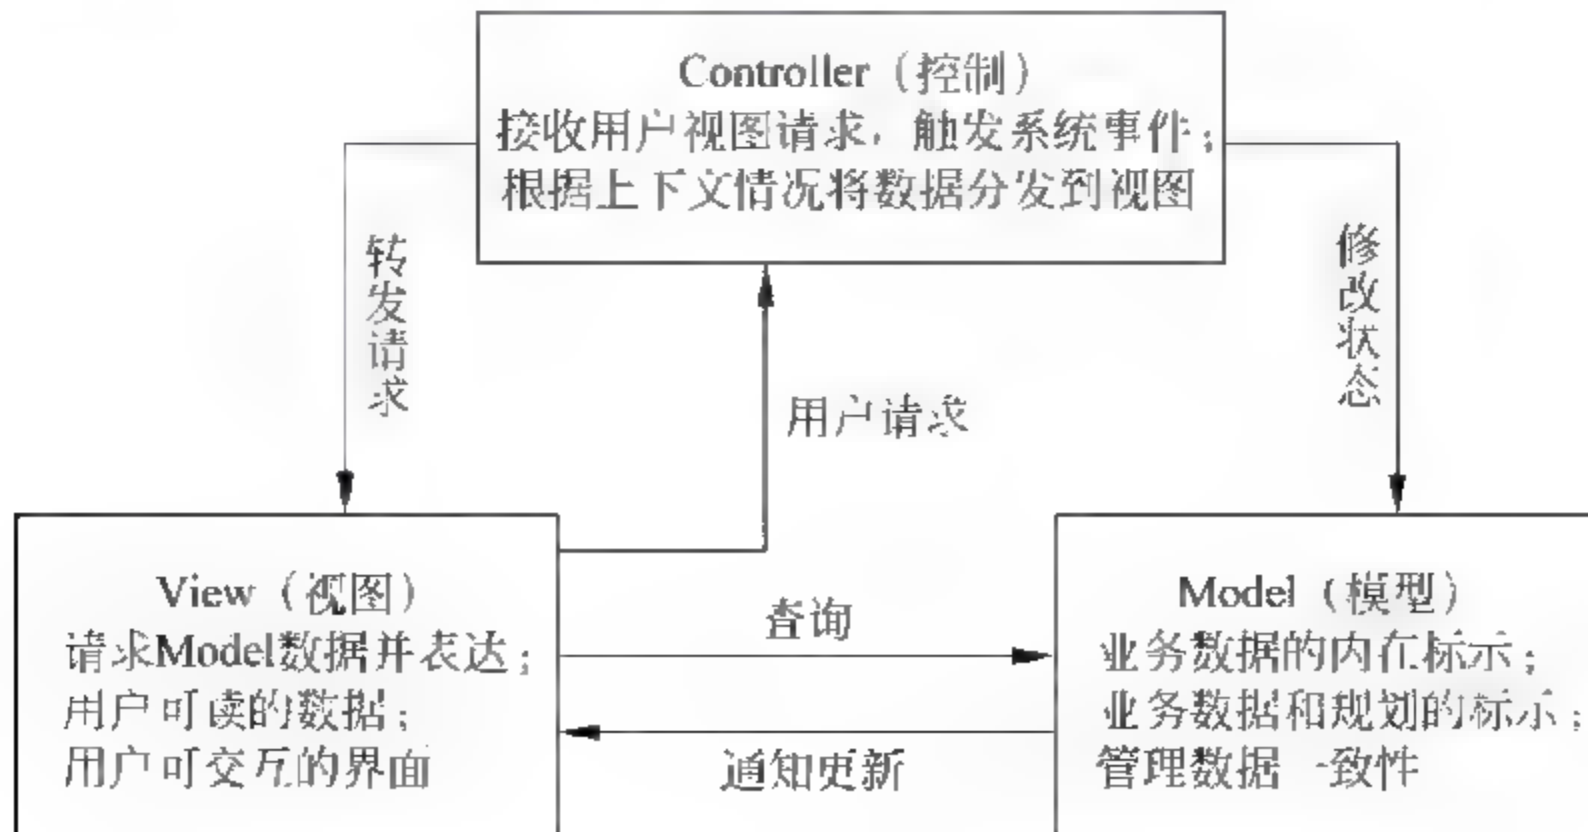 Controller（控制）
接收用户视图请求，触发系统事件；
根据上下文情况将数据分发到视图
转发请求
修改状态
用户请求
View（视图）
请求Model数据并表达；
用户可读的数据；
用户可交互的界面
查询
通知更新
Model（模型）
业务数据的内在标示；
业务数据和规划的标示；
管理数据一致性